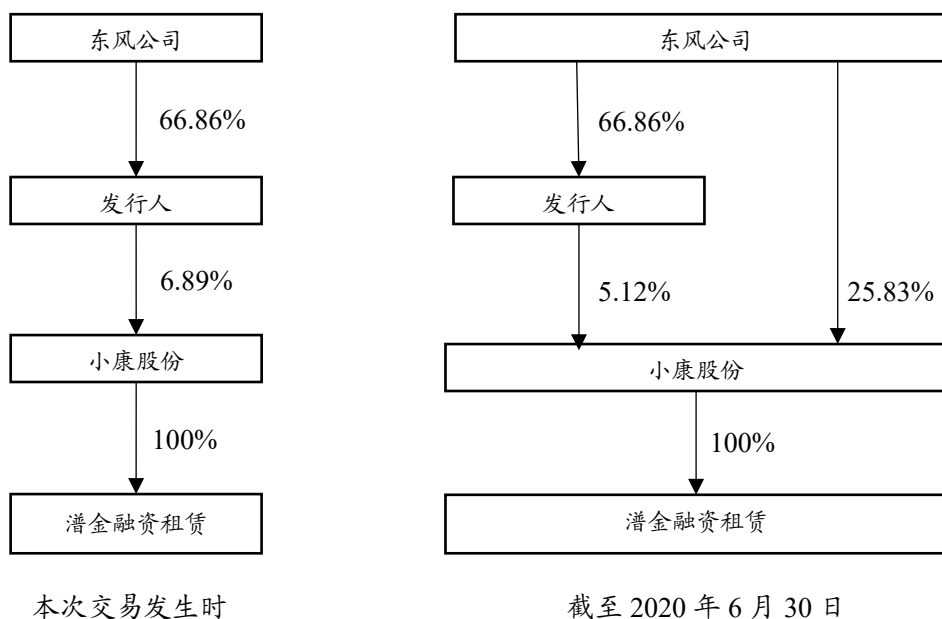 东风公司
66.86%
发行人
6.89%
小康股份
100%
潽金融资租赁
本次交易发生时
东风公司
66.86%
发行人
5.12%
25.83%
小康股份
100%
潽金融资租赁
截至 2020 年 6 月 30 日